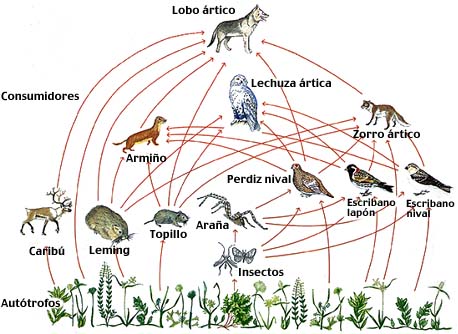 Lobo ártico
Lechuza ártica
Consumidores
Zorro ártico
Armiño
Perdiz nival
Escribano lapón
Escribano nival
Caribú
Leming
Topillo
Araña
Insectos
Autótrofos